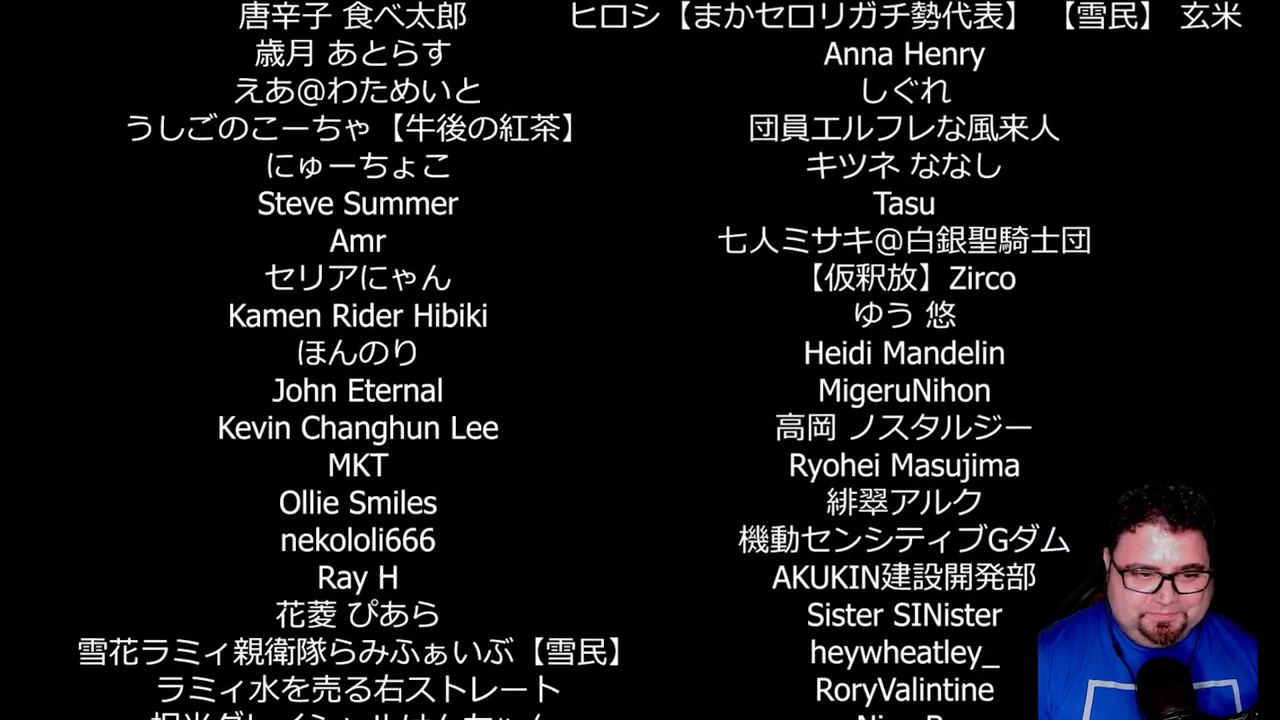 唐辛子 食べ太郎
歳月 あとらす
えあ@わためいと
うしごのこーちゃ【牛後の紅茶】
にゅーちょこ
Steve Summer
Amr
セリアにゃん
Kamen Rider Hibiki
ほんのり
John Eternal
Kevin Changhun Lee
MKT
Ollie Smiles
nekololi666
Ray H
花菱 ぴあら
雪花ラミィ親衛隊らみふぁいぶ【雪民】
ラミィ水を売る右ストレート
ヒロシ【まかセロリガチ勢代表】 【雪民】 玄米
Anna Henry
しぐれ
団員エルフレな風来人
キツネ ななし
Tasu
七人ミサキ@白銀聖騎士団
【仮釈放】Zirco
ゆう 悠
Heidi Mandelin
MigeruNihon
高岡 ノスタルジー
Ryohei Masujima
緋翠アルク
機動センシティブGダム
AKUKIN建設開発部
Sister SINister
heywheatley_
RoryValintine